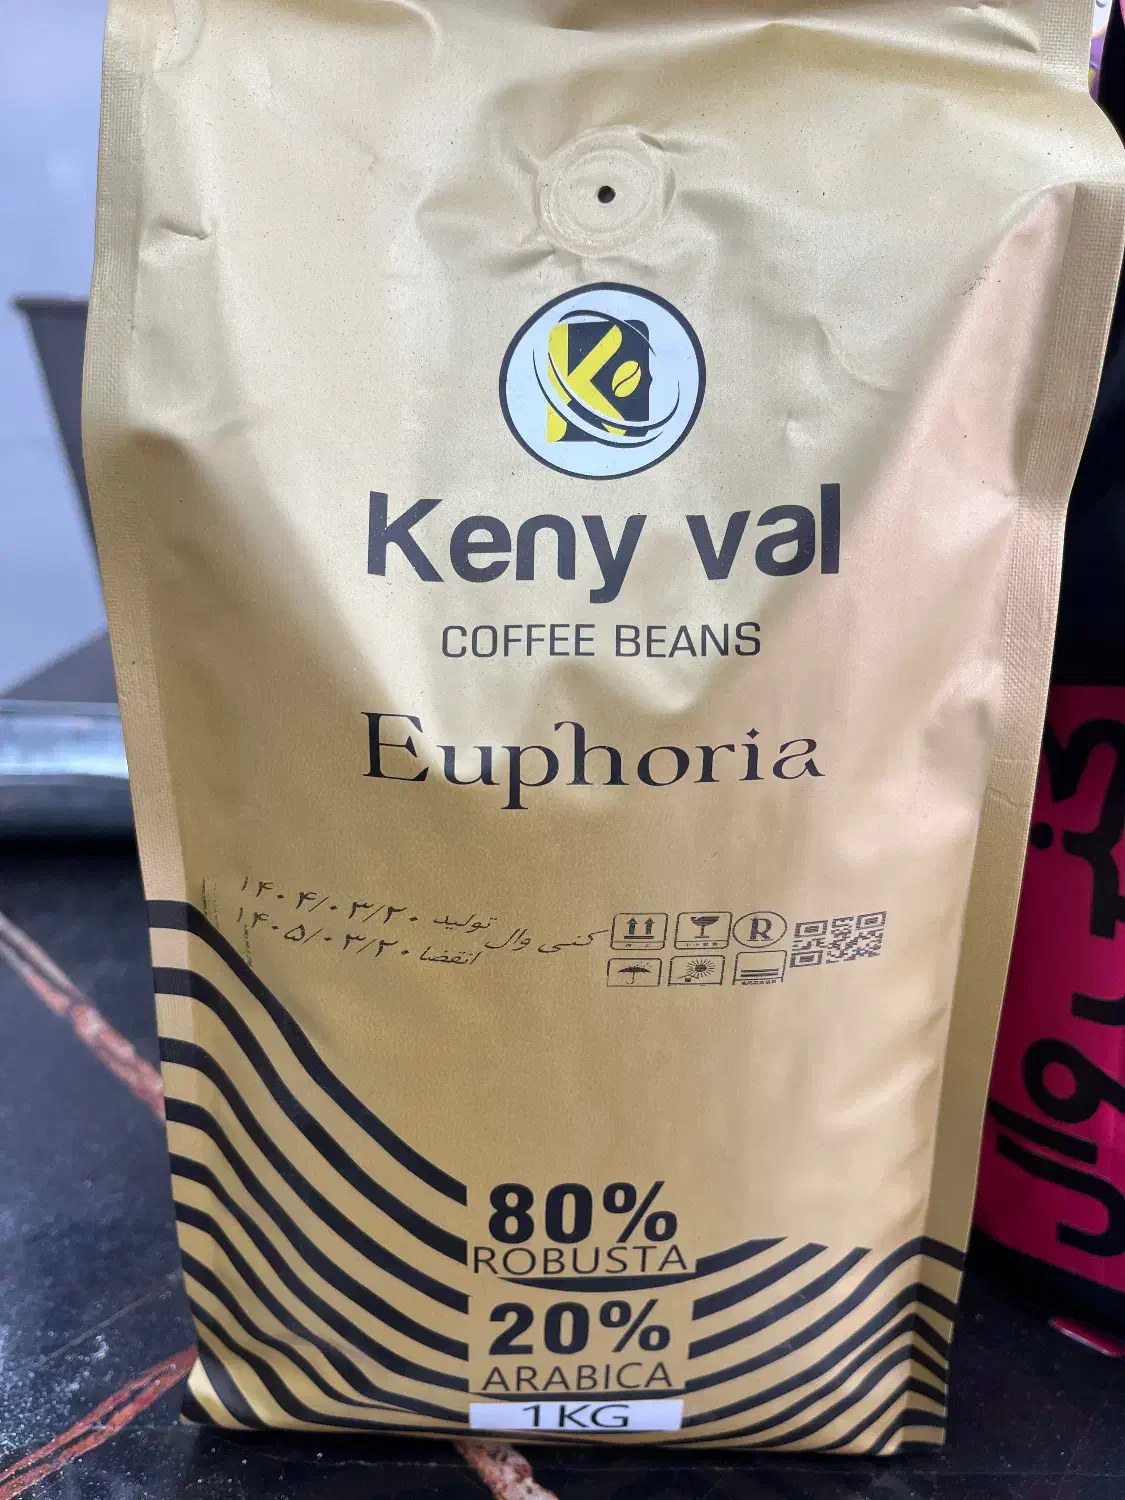 Keny val
COFFEE BEANS
Euphoria
تولید ۱۴۰۴/۰۳/۲۰
کنی وال
انقضا ۱۴۰۵/۰۳/۲۰
R
80%
ROBUSTA
20%
ARABICA
1KG
وال